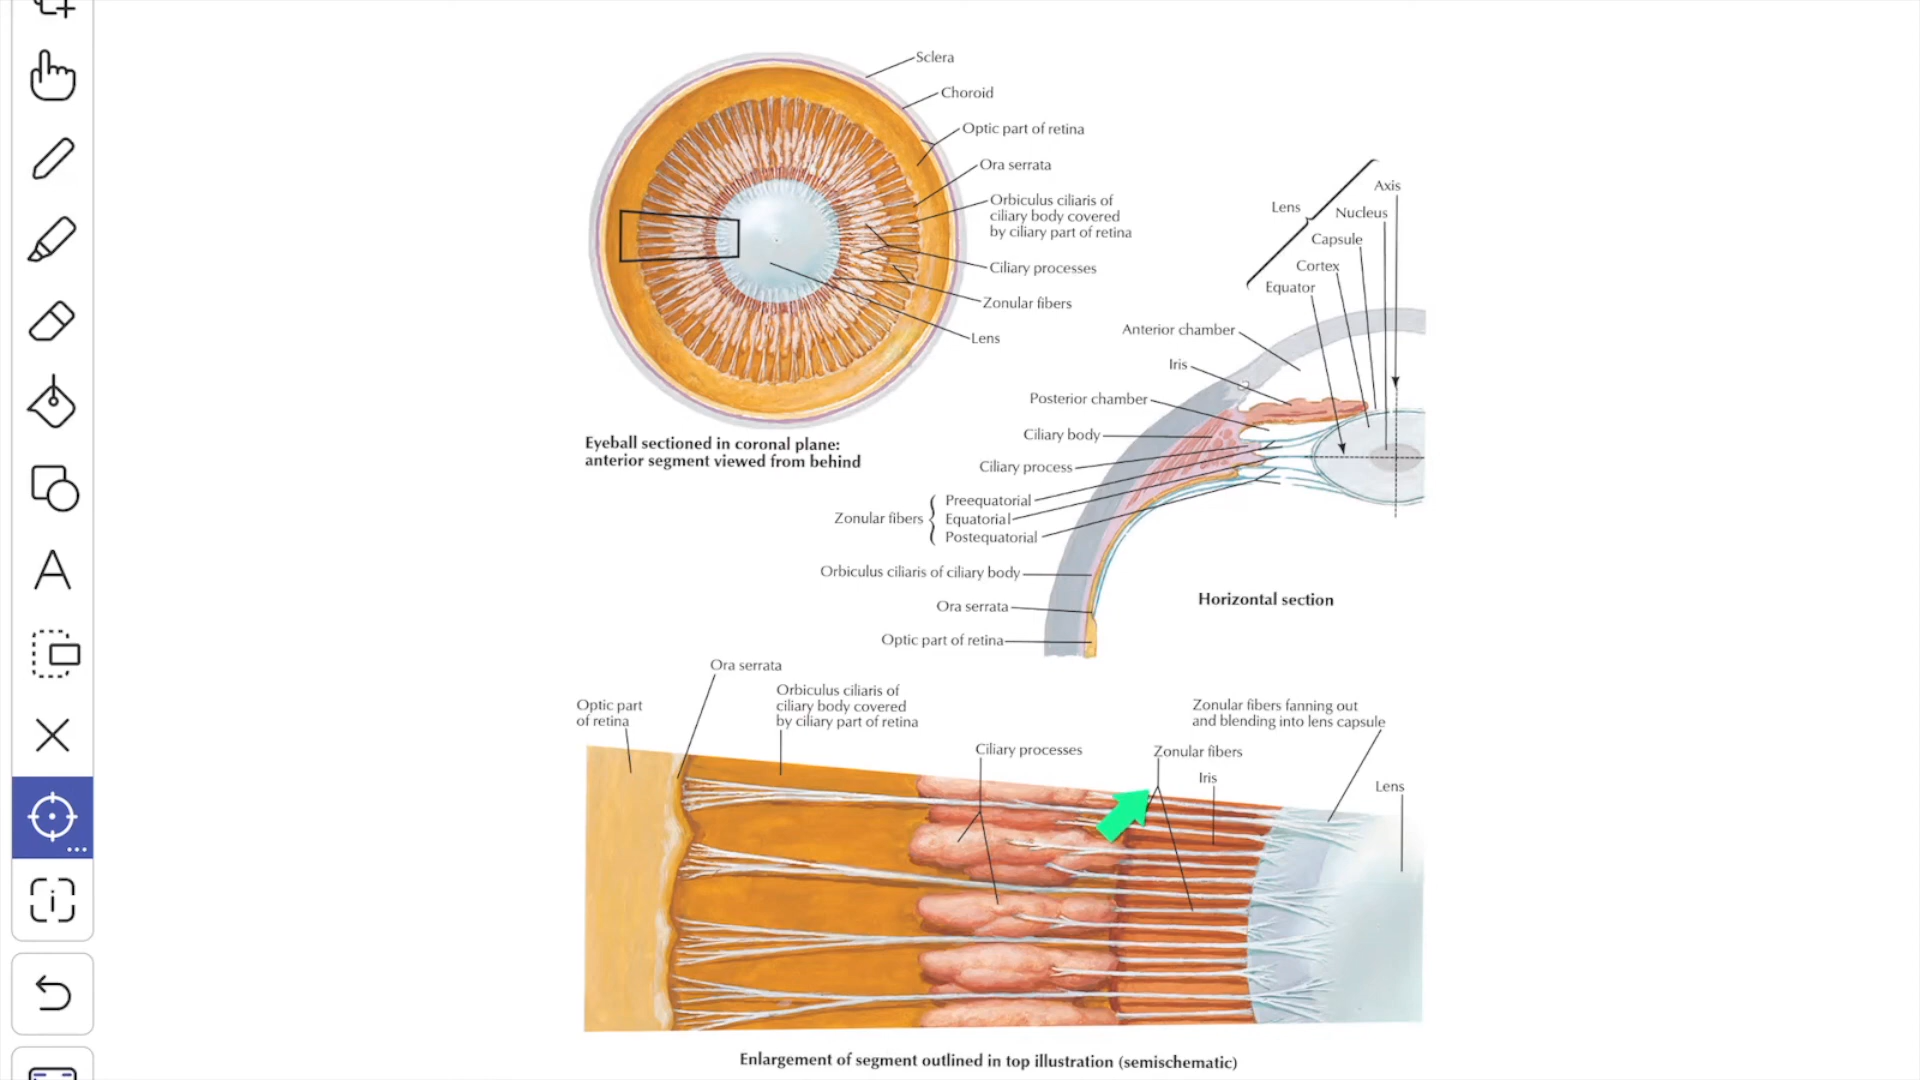 Sclera
Choroid
Optic part of retina
Ora serrata
Orbiculus ciliaris of
ciliary body covered
by ciliary part of retina
Ciliary processes
Zonular fibers
Lens
Eyeball sectioned in coronal plane:
anterior segment viewed from behind
Axis
Lens
Nucleus
Capsule
Cortex
Equator
Anterior chamber
Iris
Posterior chamber
Ciliary body
Ciliary process
Zonular fibers
Preequatorial
Equatorial
Postequatorial
Orbiculus ciliaris of ciliary body
Ora serrata
Optic part of retina
Horizontal section
Optic part
of retina
Ora serrata
Orbiculus ciliaris of
ciliary body covered
by ciliary part of retina
Ciliary processes
Zonular fibers
Iris
Zonular fibers fanning out
and blending into lens capsule
Lens
Enlargement of segment outlined in top illustration (semischematic)